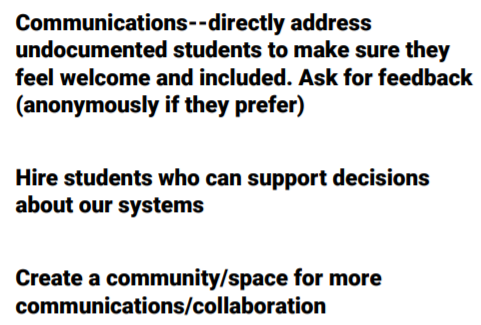 Communications--directly address
undocumented students to make sure they
feel welcome and included. Ask for feedback
(anonymously if they prefer)
Hire students who can support decisions
about our systems
Create a community/space for more
communications/collaboration